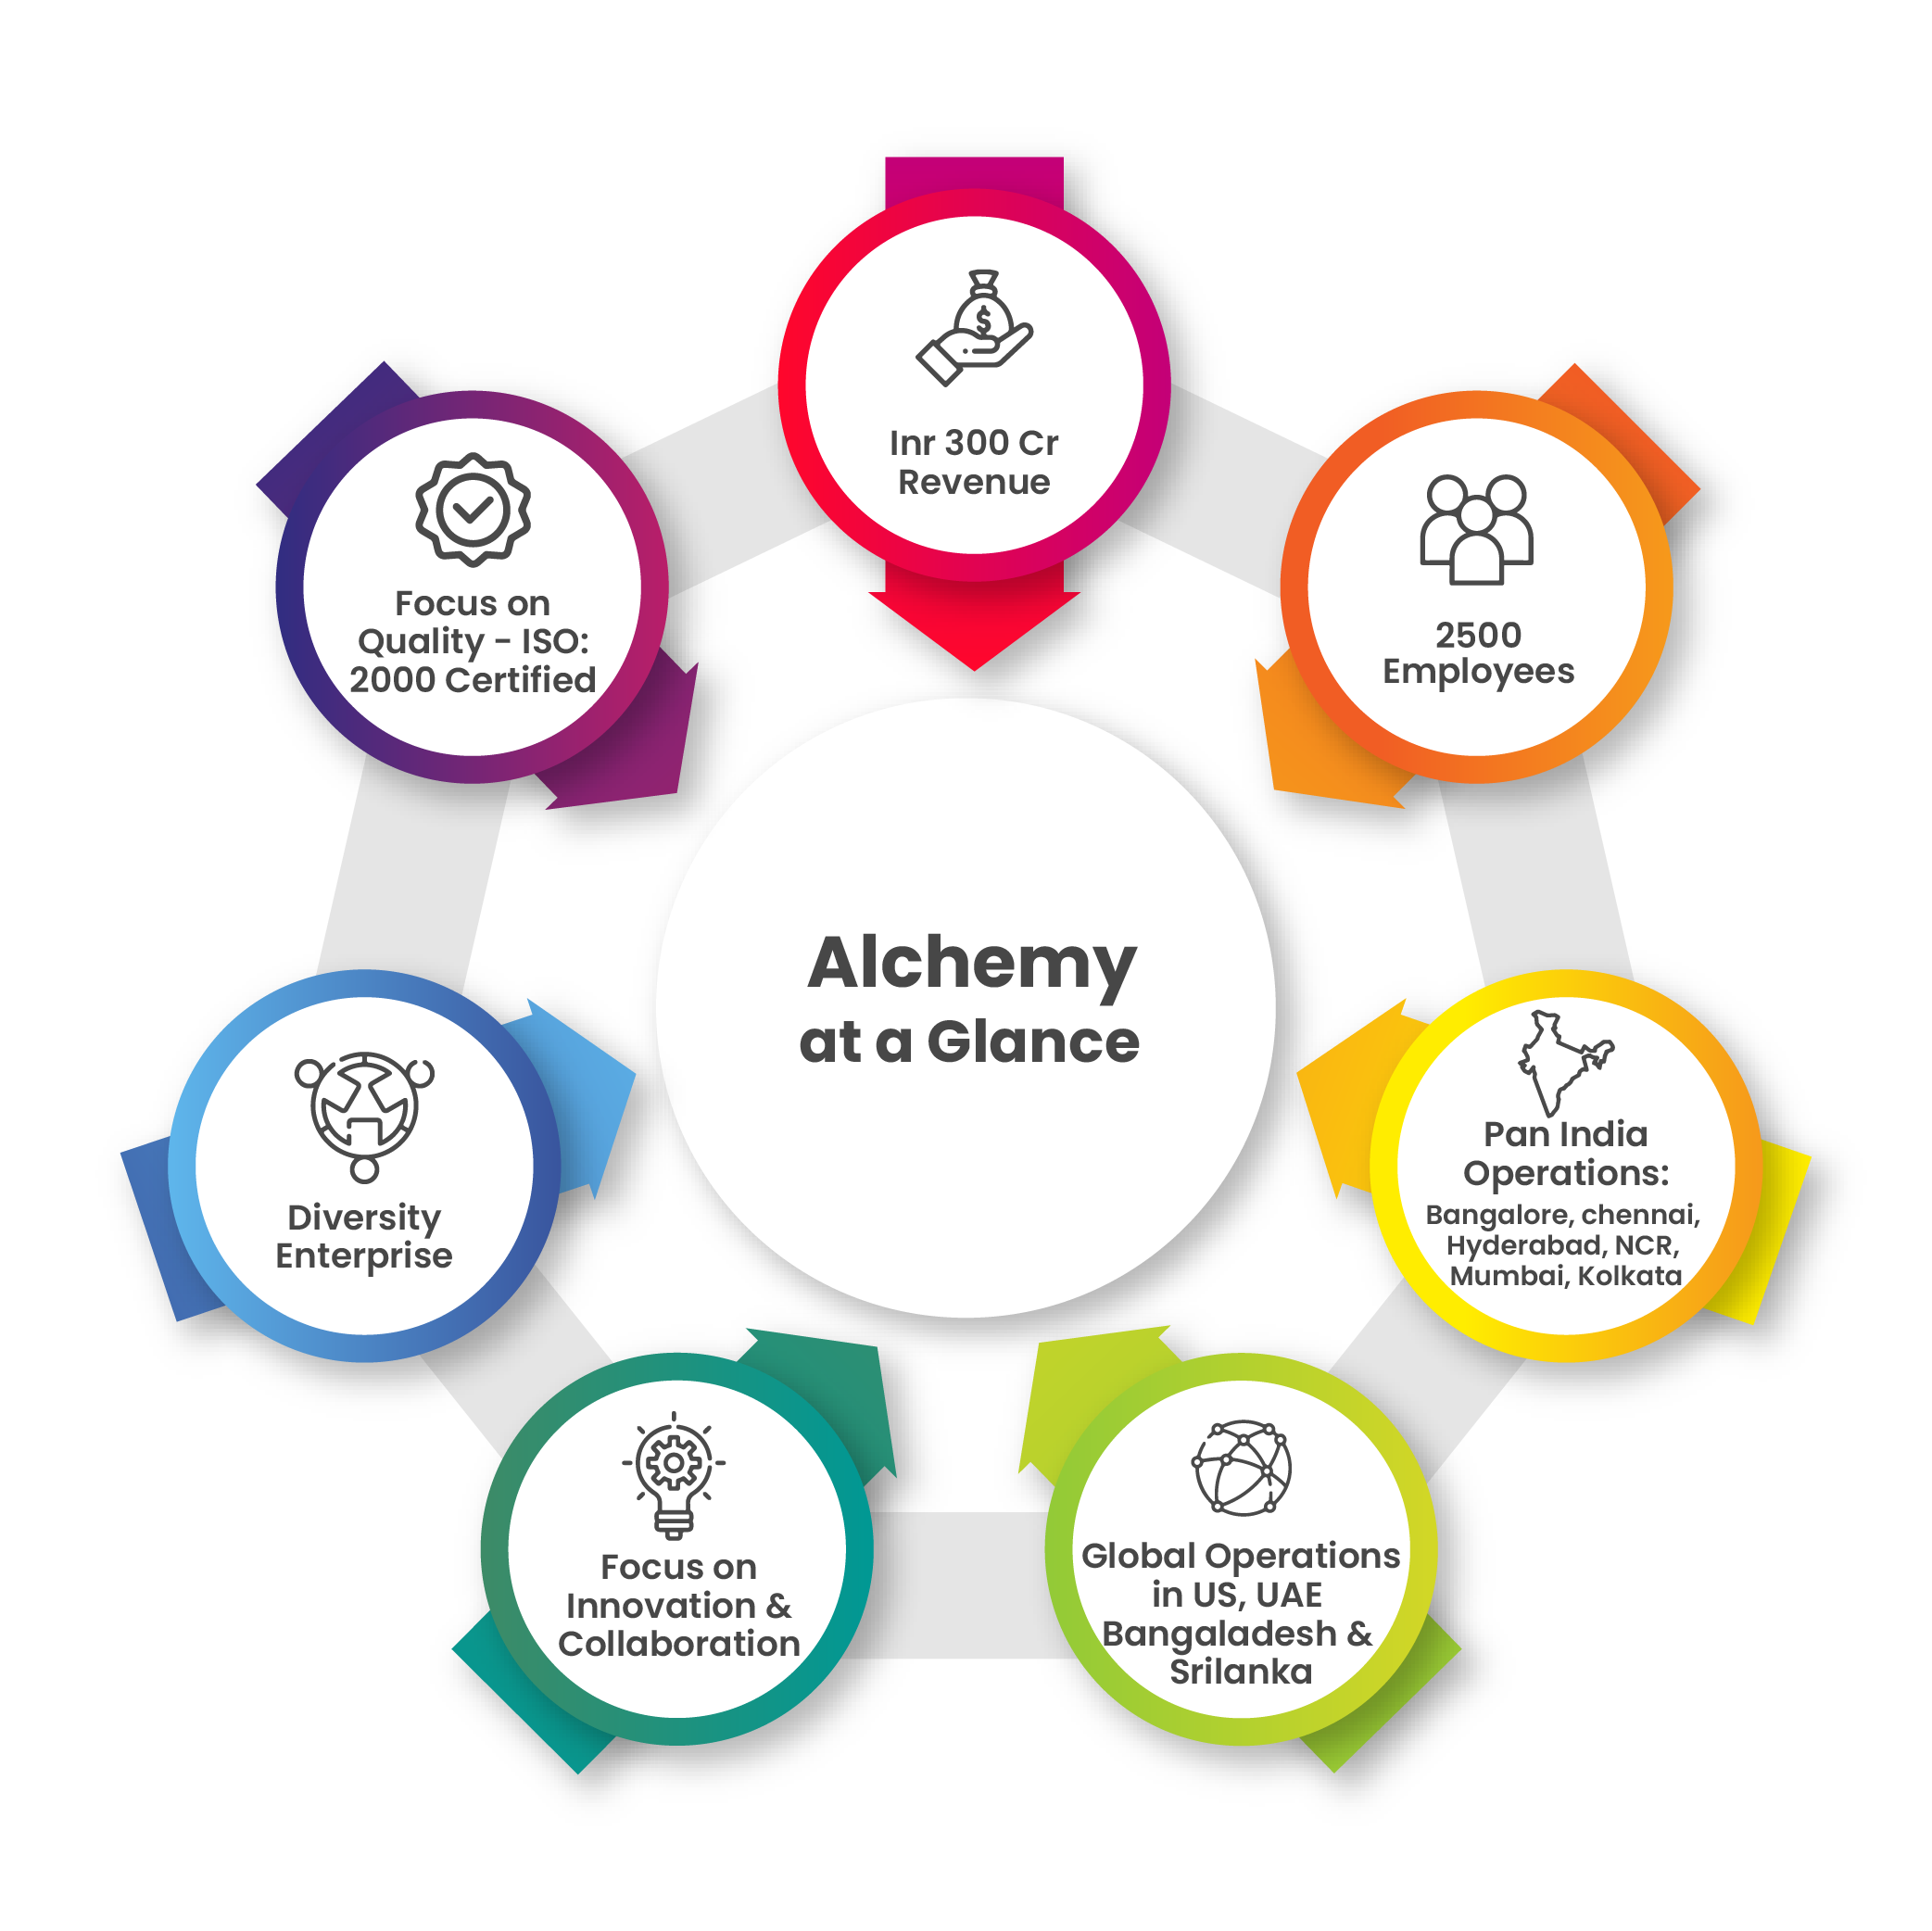 Inr 300 Cr
Revenue
2500
Employees
Pan India
Operations:
Bangalore, chennai,
Hyderabad, NCR,
Mumbai, Kolkata
Global Operations
in US, UAE
Bangaladesh &
Srilanka
Focus on
Innovation &
Collaboration
Diversity
Enterprise
Focus on
Quality - ISO:
2000 Certified
Alchemy
at a Glance
$